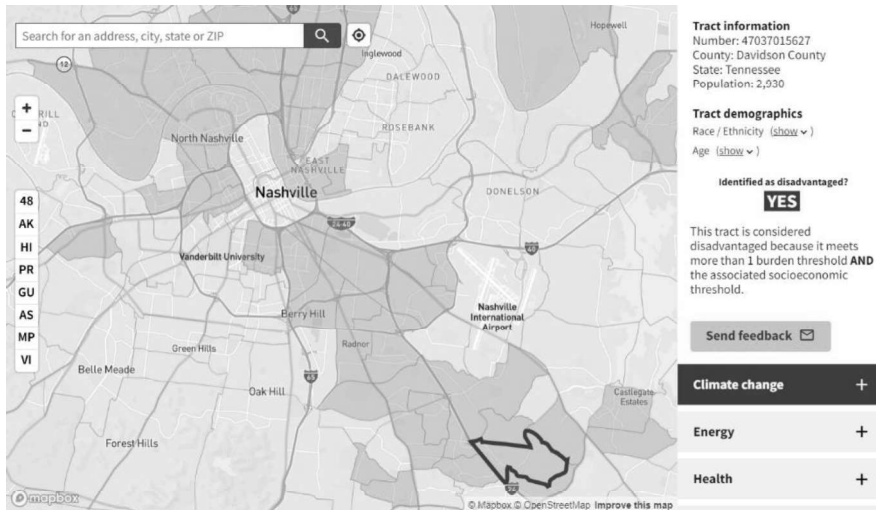 Search for an address, city, state or ZIP
Hopewell
Inglewood
12
DALEWOOD
+
−
ROSEBANK
North Nashville
EAST
NASHVILLE
Nashville
DONELSON
48
AK
HI
PR
GU
AS
MP
VI
Vanderbilt University
Nashville
International
Airport
Berry Hill
Radnor
Green Hills
Belle Meade
Oak Hill
Castlegate
Estates
Forest Hills
mapbox
© Mapbox © OpenStreetMap Improve this map
Tract information
Number: 47037015627
County: Davidson County
State: Tennessee
Population: 2,930
Tract demographics
Race / Ethnicity (show)
Age (show)
Identified as disadvantaged?
YES
This tract is considered
disadvantaged because it meets
more than 1 burden threshold AND
the associated socioeconomic
threshold.
Send feedback
Climate change +
Energy +
Health +